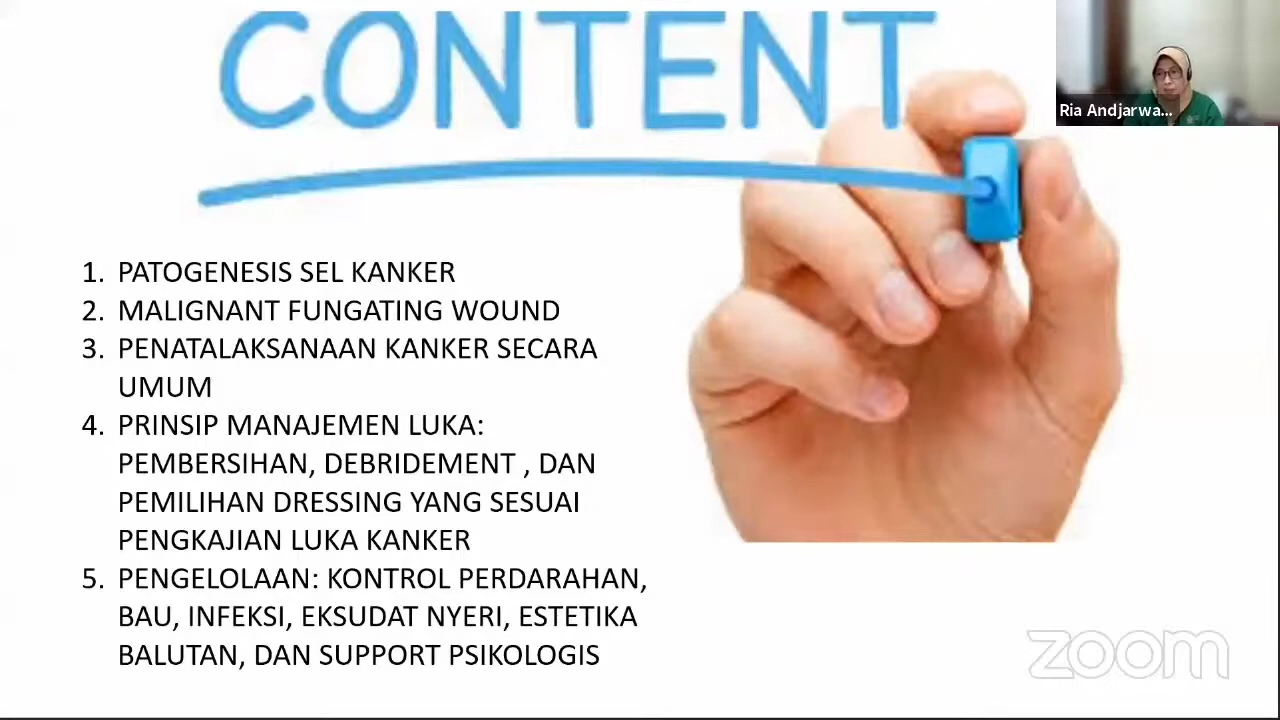 CONTENT
Ria Andjarwa...
1. PATOGENESIS SEL KANKER
2. MALIGNANT FUNGATING WOUND
3. PENATALAKSANAAN KANKER SECARA
UMUM
4. PRINSIP MANAJEMEN LUKA:
PEMBERSIHAN, DEBRIDEMENT , DAN
PEMILIHAN DRESSING YANG SESUAI
PENGKAJIAN LUKA KANKER
5. PENGELOLAAN: KONTROL PERDARAHAN,
BAU, INFEKSI, EKSUDAT NYERI, ESTETIKA
BALUTAN, DAN SUPPORT PSIKOLOGIS
zoom